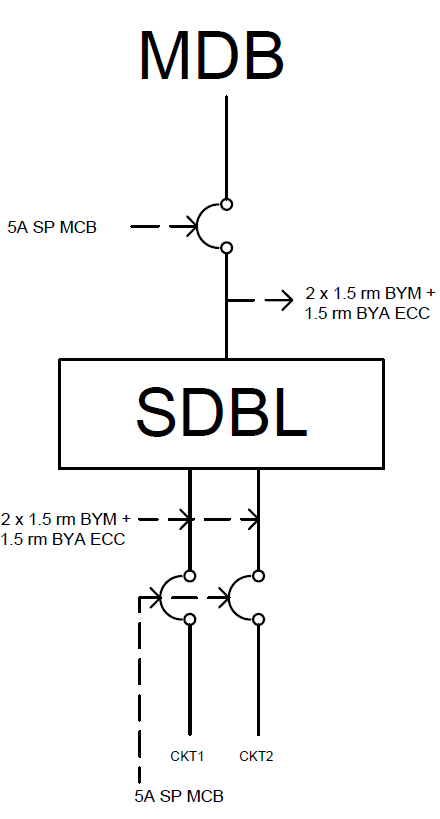 MDB
5A SP MCB
2 x 1.5 rm BYM +
1.5 rm BYA ECC
SDBL
2 x 1.5 rm BYM +
1.5 rm BYA ECC
CKT1
CKT2
5A SP MCB